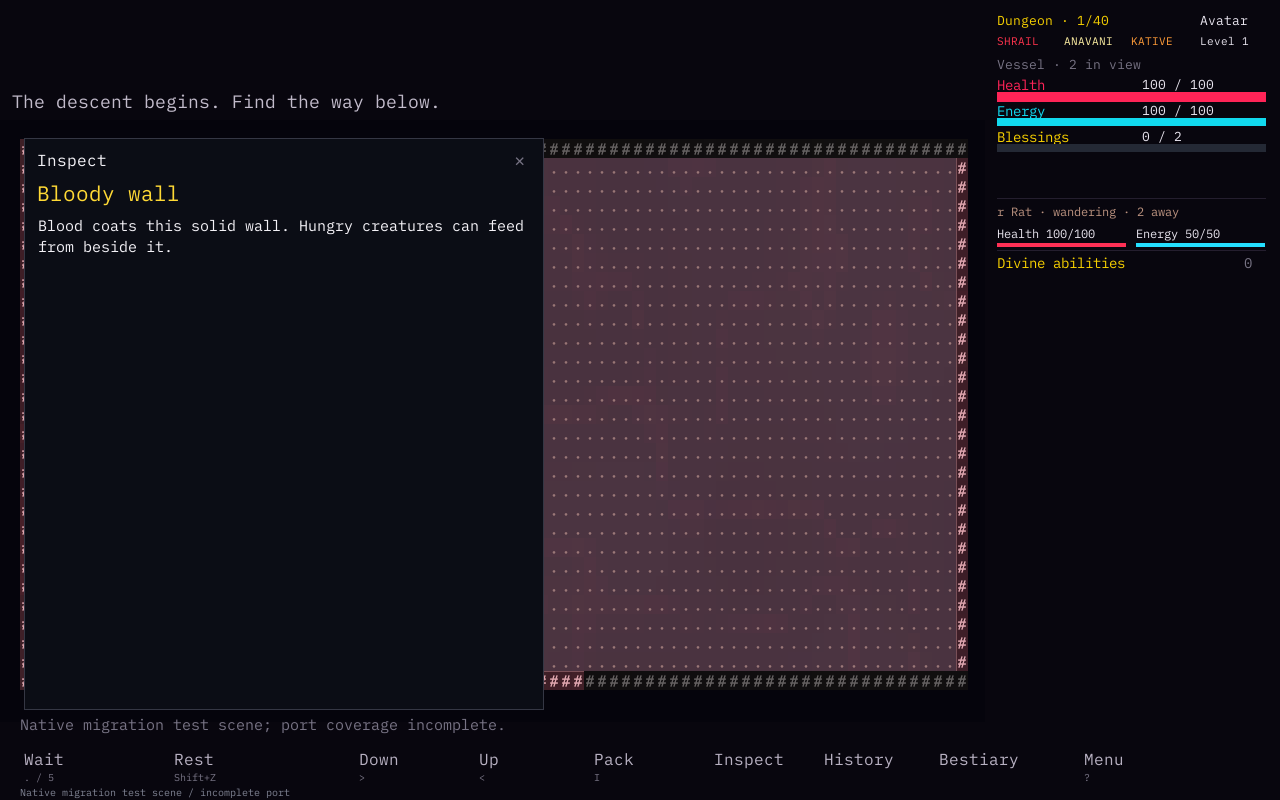 Dungeon · 1/40
Avatar
SHRAIL ANAVANI KATIVE
Level 1
Vessel · 2 in view
Health 100 / 100
Energy 100 / 100
Blessings 0 / 2
r Rat · wandering · 2 away
Health 100/100 Energy 50/50
Divine abilities 0
The descent begins. Find the way below.
Inspect ×
Bloody wall
Blood coats this solid wall. Hungry creatures can feed
from beside it.
Native migration test scene; port coverage incomplete.
Wait Rest Down Up Pack Inspect History Bestiary Menu
. / 5 Shift+Z > < I ?
Native migration test scene / incomplete port